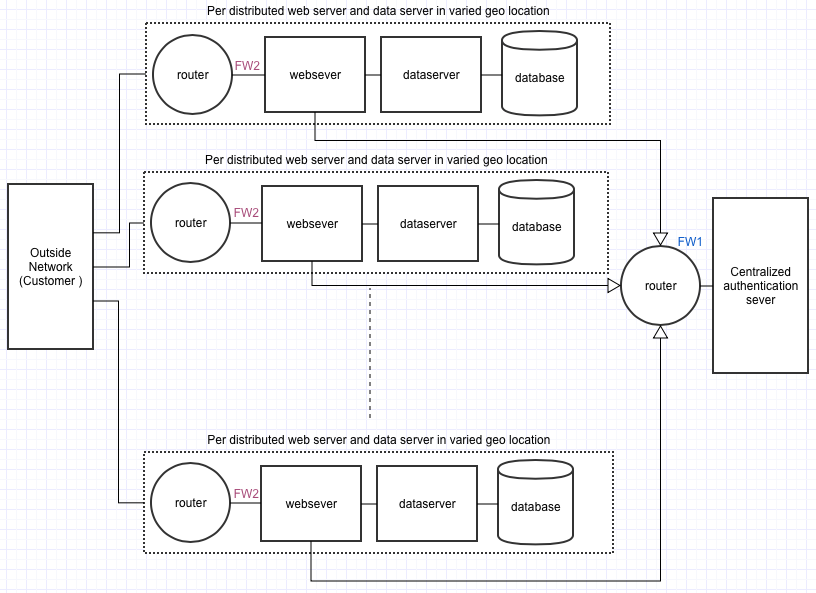 Per distributed web server and data server in varied geo location
router
FW2
websever
dataserver
database
Per distributed web server and data server in varied geo location
router
FW2
websever
dataserver
database
Outside
Network
(Customer )
FW1
router
Centralized
authentication
sever
Per distributed web server and data server in varied geo location
router
FW2
websever
dataserver
database